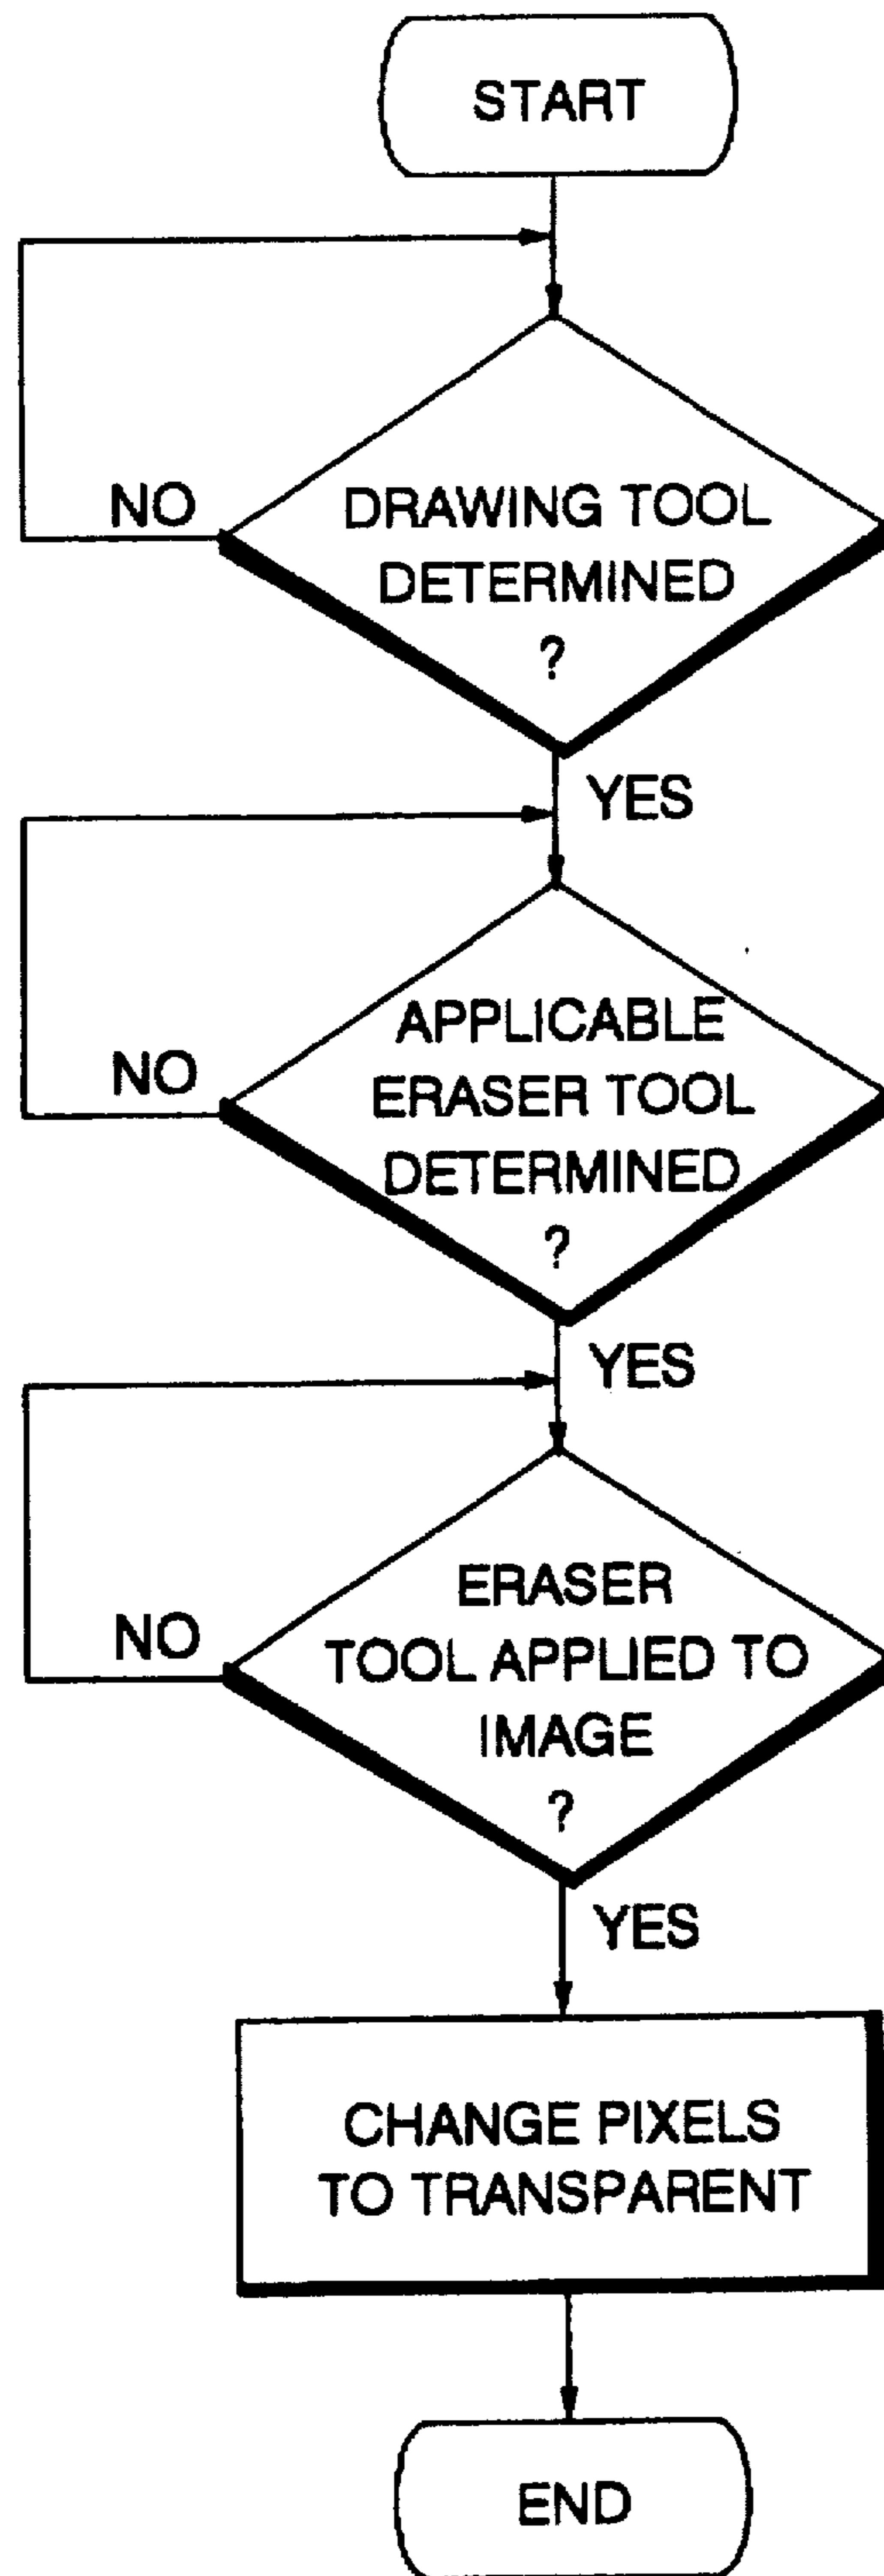 START
NO
DRAWING TOOL
DETERMINED
?
YES
NO
APPLICABLE
ERASER TOOL
DETERMINED
?
YES
NO
ERASER
TOOL APPLIED TO
IMAGE
?
YES
CHANGE PIXELS
TO TRANSPARENT
END